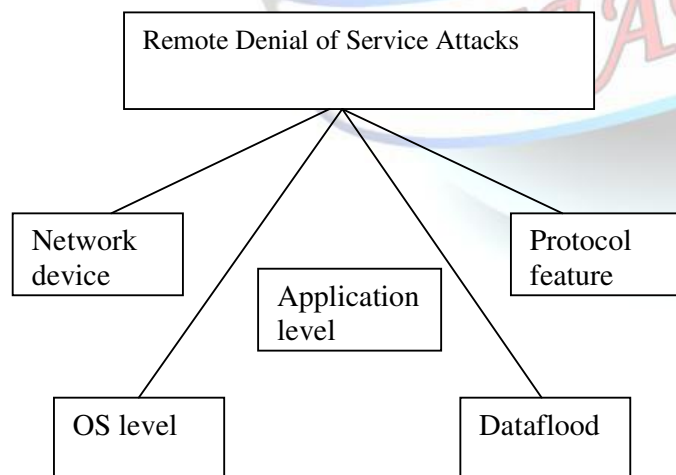 Remote Denial of Service Attacks
Network
device
Protocol
feature
Application
level
OS level
Dataflood